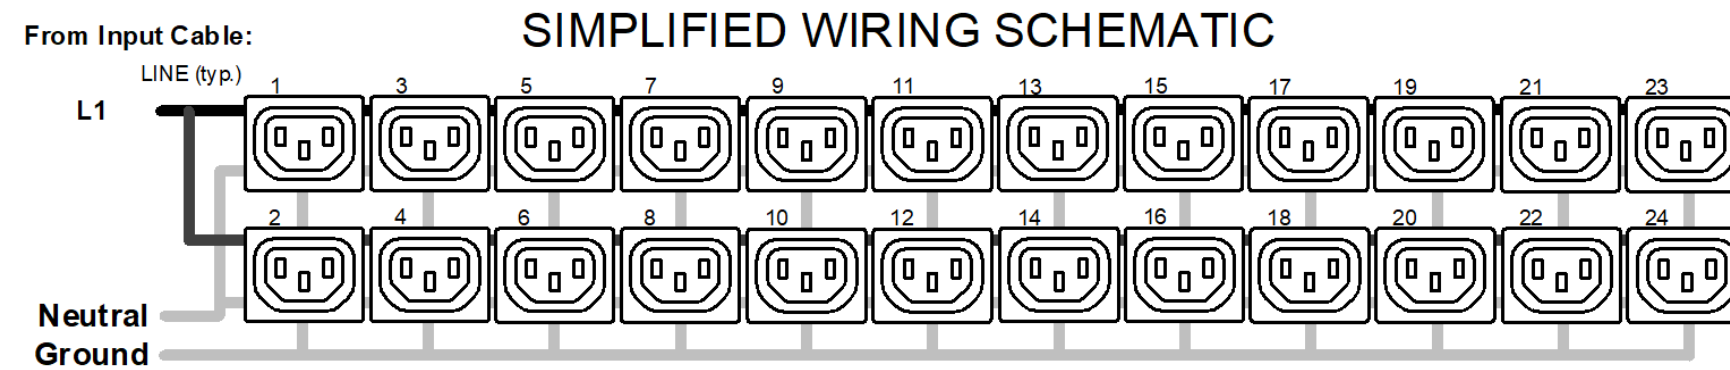 SIMPLIFIED WIRING SCHEMATIC
From Input Cable:
LINE (typ.)
1 3 5 7 9 11 13 15 17 19 21 23
L1
2 4 6 8 10 12 14 16 18 20 22 24
Neutral
Ground